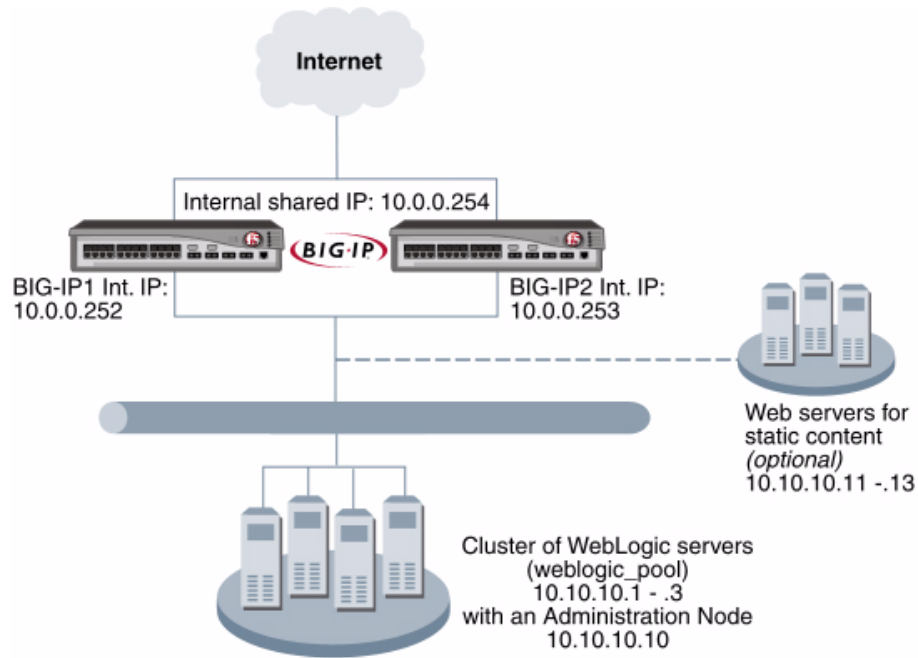 Internet
Internal shared IP: 10.0.0.254
f5
BIG-IP
f5
BIG-IP1 Int. IP:
10.0.0.252
BIG-IP2 Int. IP:
10.0.0.253
Web servers for
static content
(optional)
10.10.10.11 -.13
Cluster of WebLogic servers
(weblogic_pool)
10.10.10.1 - .3
with an Administration Node
10.10.10.10